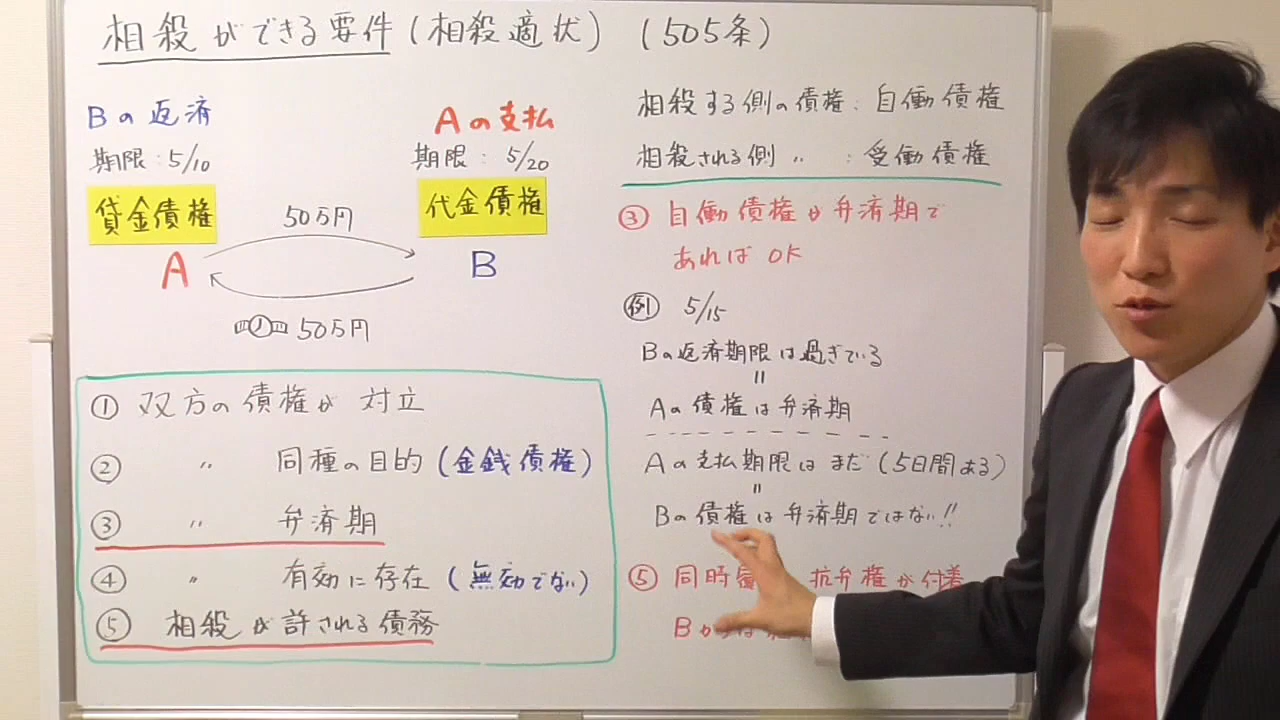 相殺ができる要件(相殺適状) (505条)
Bの返済
期限:5/10
貸金債権
Aの支払
期限: 5/20
代金債権
50万円
A
B
50万円
① 双方の債権が 対立
② 〃 同種の目的(金銭債権)
③ 〃 弁済期
④ 〃 有効に存在(無効でない)
⑤ 相殺が許される債務
相殺する側の債権: 自働債権
相殺される側 〃 : 受働債権
③ 自働債権が弁済期で
あれば OK
例 5/15
Bの返済期限は過ぎている
〃
Aの債権は弁済期
Aの支払期限はまだ(5日間ある)
〃
Bの債権は弁済期ではない!!
⑤ 同時 抗弁権が付着
B